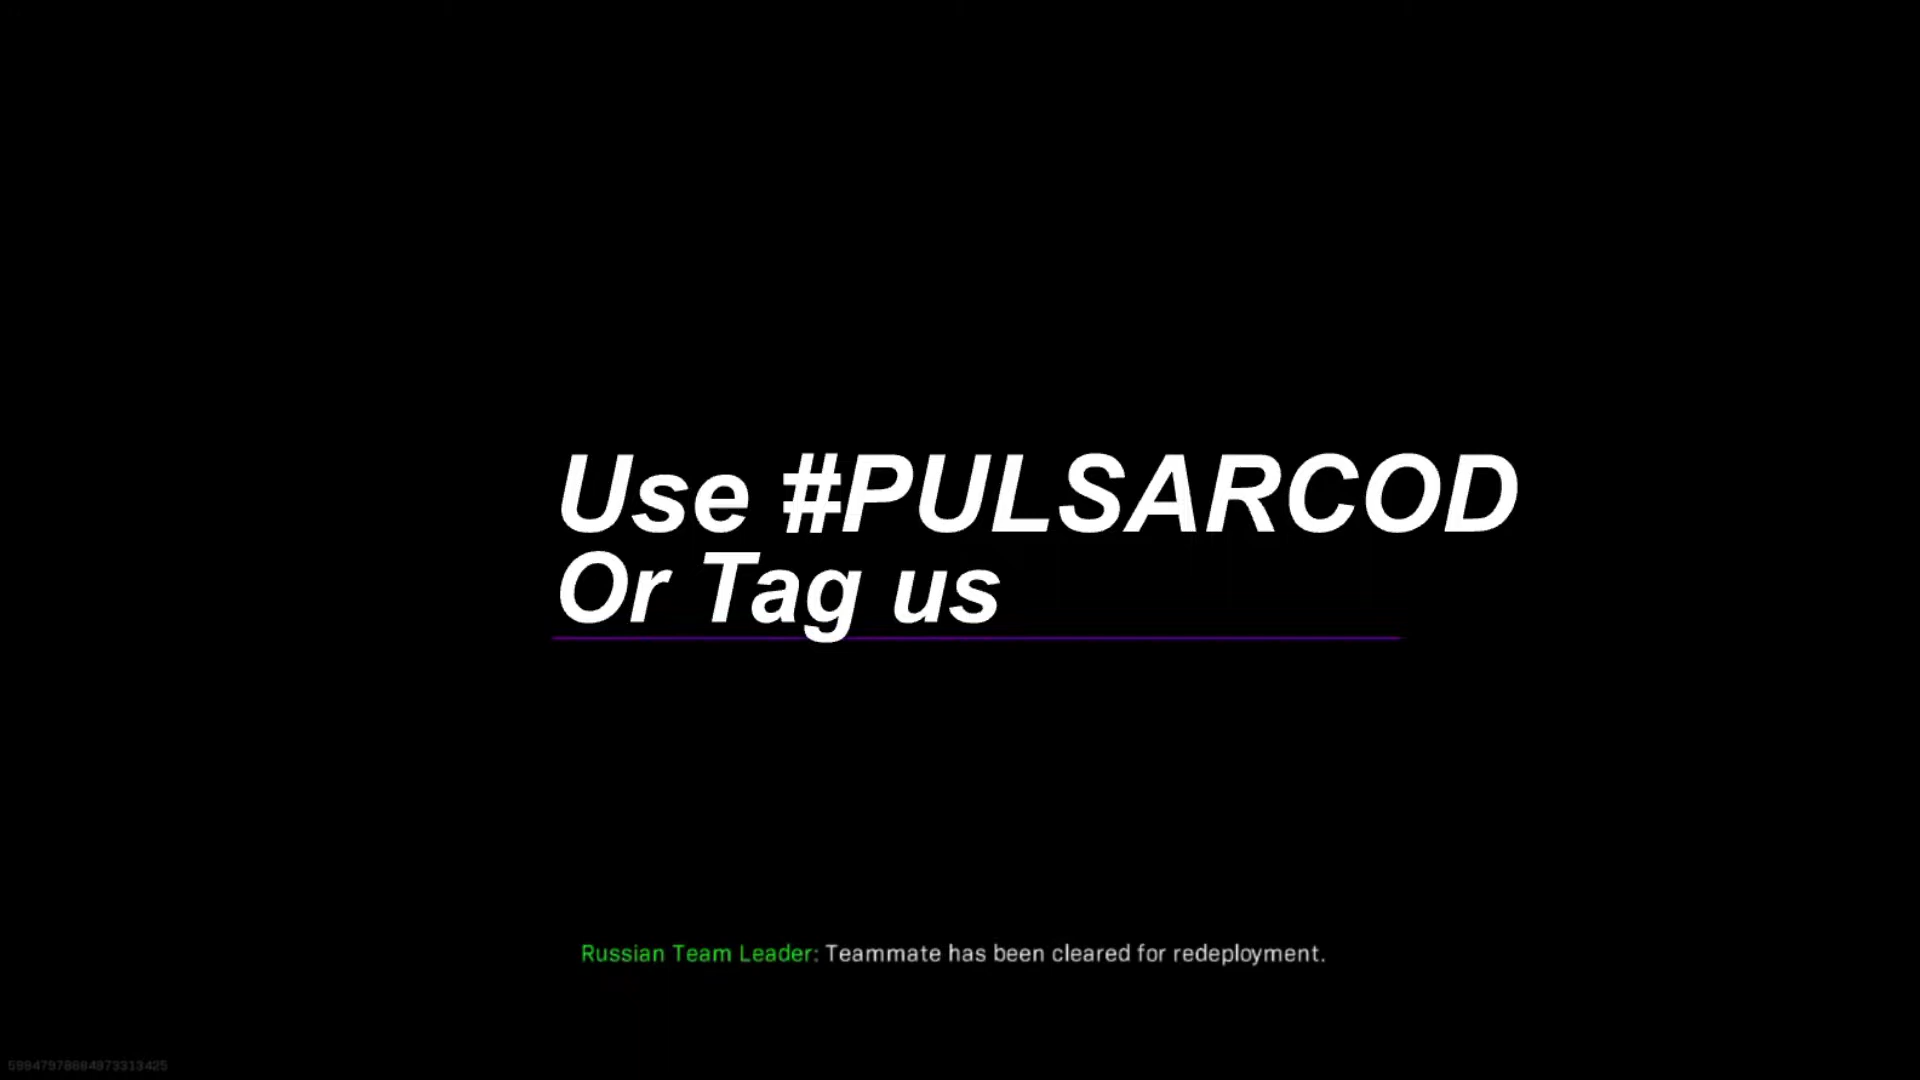 Use #PULSARCOD
Or Tag us
Russian Team Leader: Teammate has been cleared for redeployment.